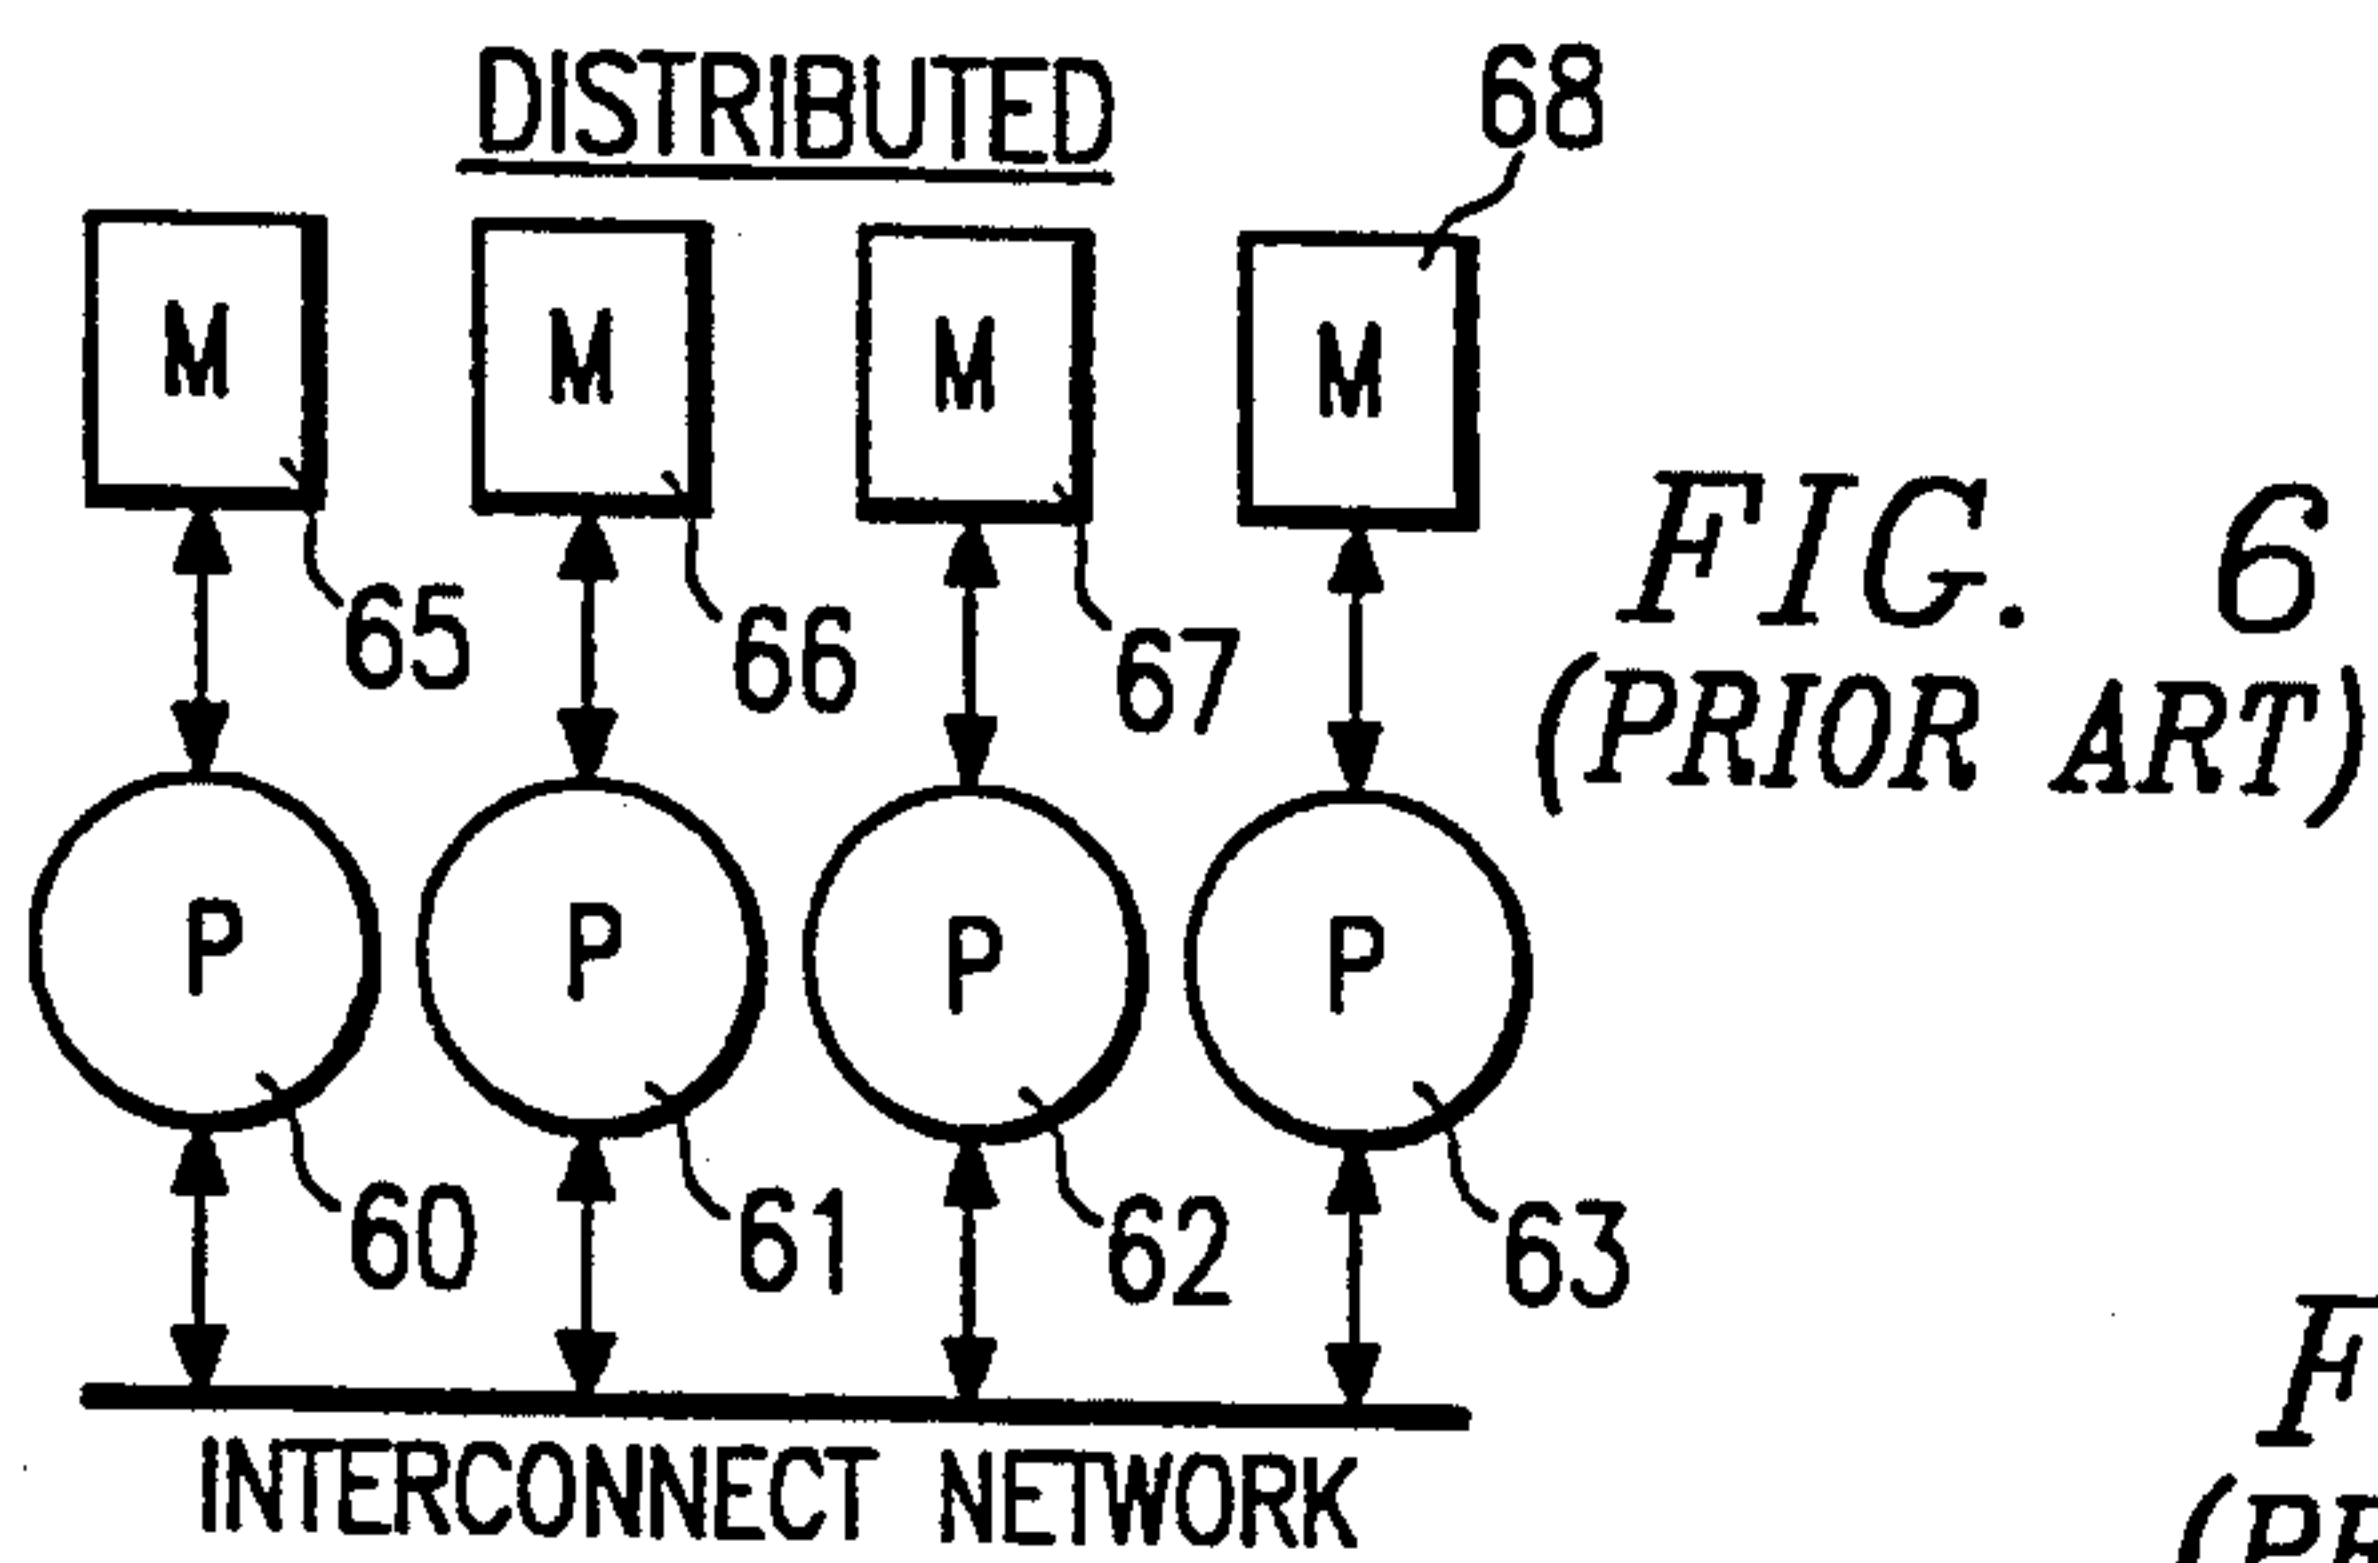 DISTRIBUTED
68
M M M M
65 66 67
FIG. 6
(PRIOR ART)
P P P P
60 61 62 63
INTERCONNECT NETWORK